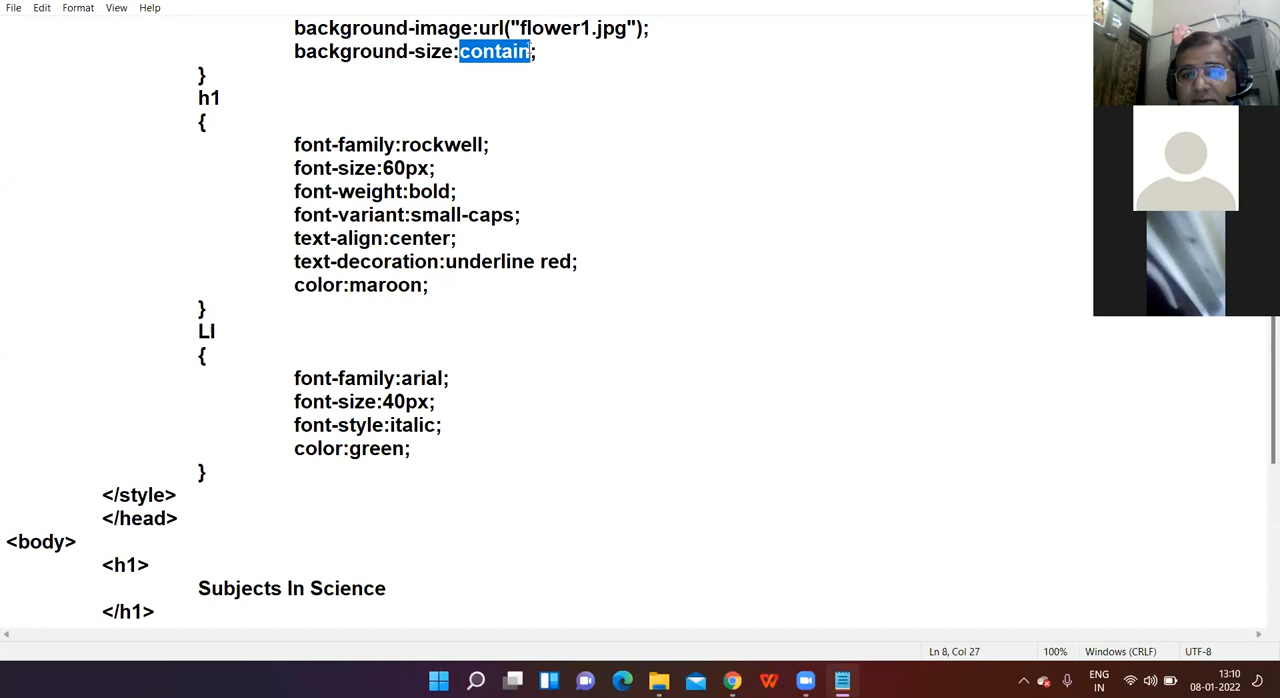 File Edit Format View Help
background-image:url("flower1.jpg");
background-size:contain;
}
h1
{
font-family:rockwell;
font-size:60px;
font-weight:bold;
font-variant:small-caps;
text-align:center;
text-decoration:underline red;
color:maroon;
}
LI
{
font-family:arial;
font-size:40px;
font-style:italic;
color:green;
}
</style>
</head>
<body>
<h1>
Subjects In Science
</h1>
Ln 8, Col 27 100% Windows (CRLF) UTF-8
ENG 13:10
IN 08-01-2022